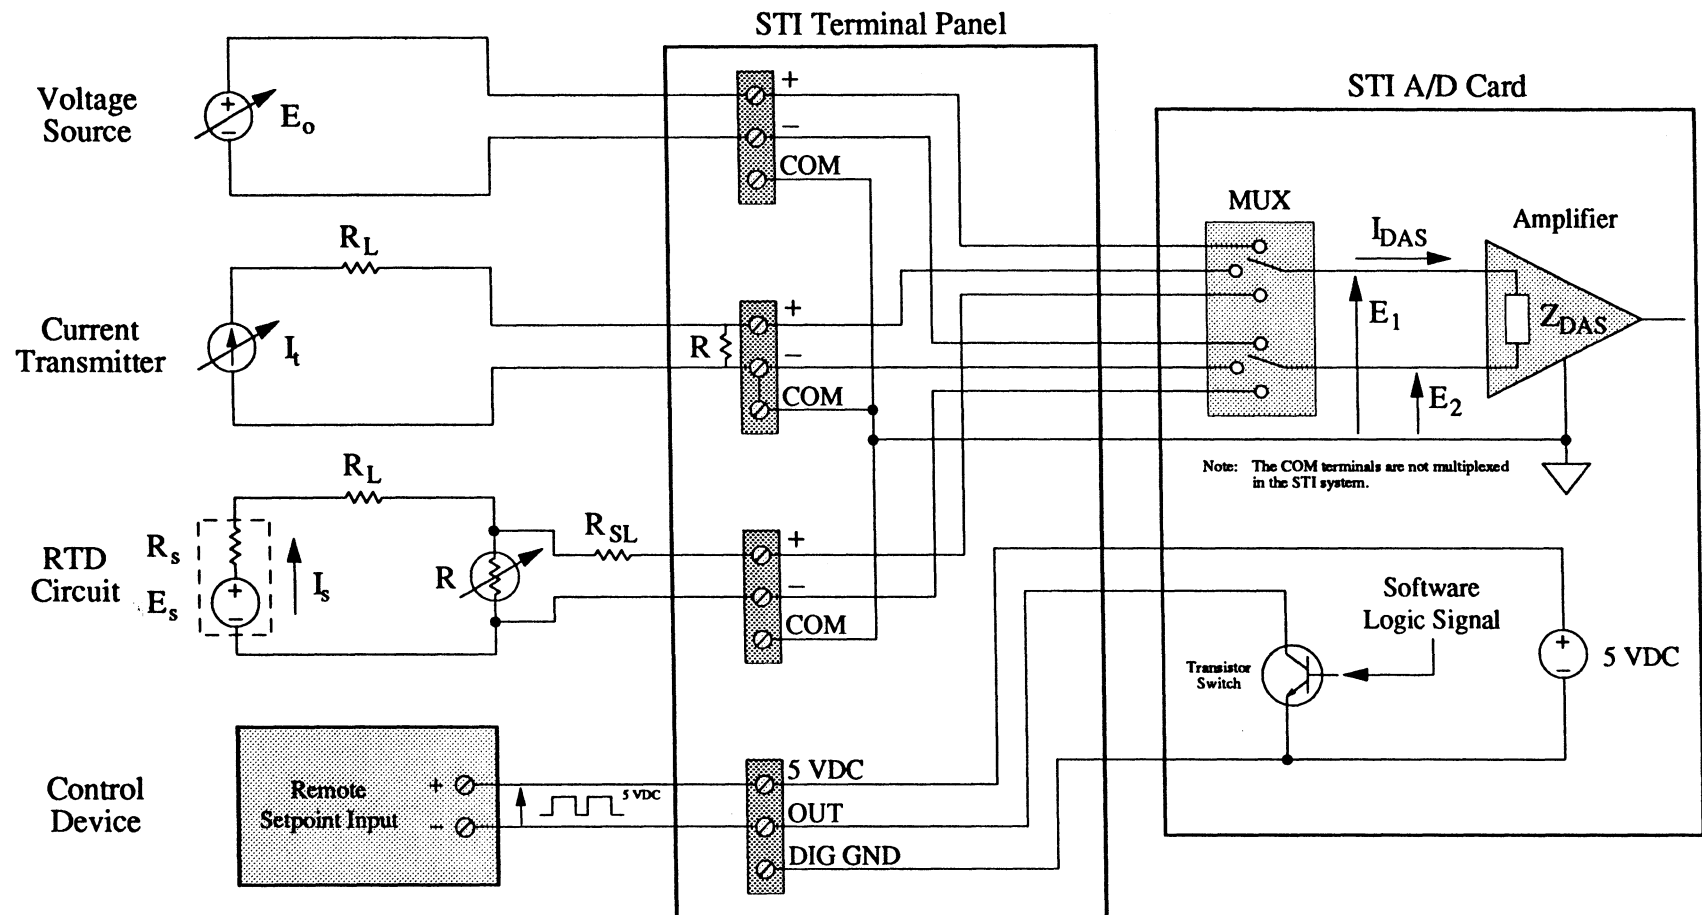 STI Terminal Panel
STI A/D Card
Voltage
Source
+
−
Eo
+
−
COM
MUX
Amplifier
IDAS
E1
ZDAS
E2
Current
Transmitter
RL
It
R
+
−
COM
Note: The COM terminals are not multiplexed
in the STI system.
RTD
Circuit
RL
Rs
Es
+
−
Is
R
RSL
+
−
COM
Software
Logic Signal
Transistor
Switch
+
−
5 VDC
Control
Device
Remote
Setpoint Input
+
−
5 VDC
5 VDC
OUT
DIG GND